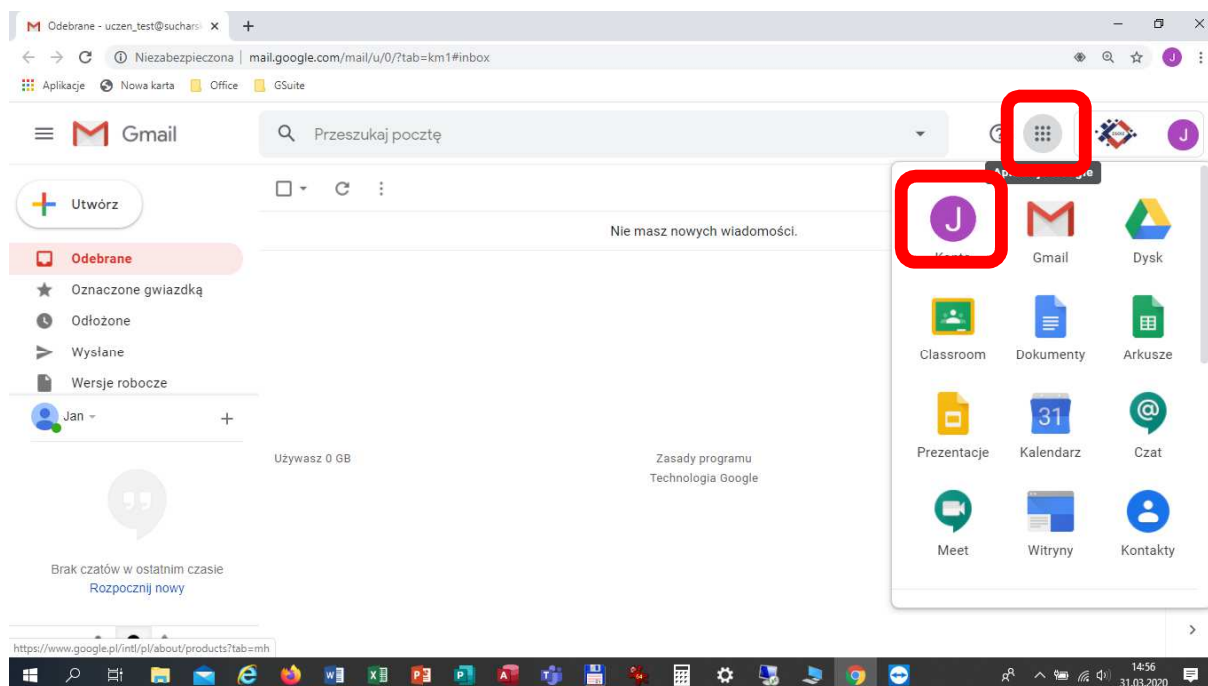 Odebrane - uczen_test@suchars
Niezabezpieczona | mail.google.com/mail/u/0/?tab=km1#inbox
J
Aplikacje Nowa karta Office GSuite
Gmail
Przeszukaj pocztę
J
Utwórz
Nie masz nowych wiadomości.
Odebrane
Oznaczone gwiazdką
Odłożone
Wysłane
Wersje robocze
Jan
Używasz 0 GB
Zasady programu
Technologia Google
Brak czatów w ostatnim czasie
Rozpocznij nowy
J
Gmail Dysk
Classroom Dokumenty Arkusze
31
Prezentacje Kalendarz Czat
Meet Witryny Kontakty
https://www.google.pl/intl/pl/about/products?tab=mh
14:56
31.03.2020